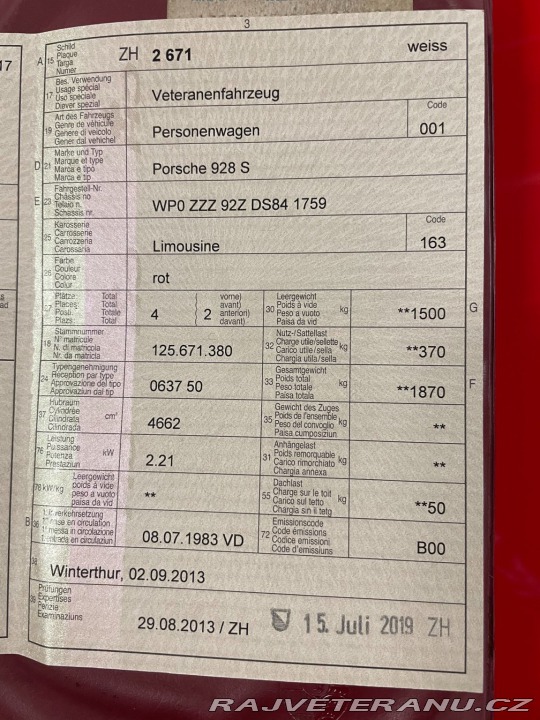 3
A 15 Schild Plaque Targa Numer ZH 2 671 weiss
17 Bes. Verwendung Usage spécial Uso speciale Diever spezial Veteranenfahrzeug
19 Art des Fahrzeugs Genre de véhicule Genere di veicolo Gener dal vehichel Personenwagen Code 001
D 21 Marke und Typ Marque et type Marca e tipo Marca e tip Porsche 928 S
E 23 Fahrgestell-Nr. Châssis no Telaio n. Schassis nr. WP0 ZZZ 92Z DS84 1759
25 Karosserie Carrosserie Carrozzeria Carossaria Limousine Code 163
26 Farbe Couleur Colore Calur rot
27 Plätze: Total Places: Total Posti: Totale Plazs: Total 4 2 vorne) avant) anteriori) davant) 30 Leergewicht Poids à vide Peso a vuoto Paisa da vid kg **1500 G
18 Stammnummer N° matricule N. di matricola Nr. da matricla 125.671.380 32 Nutz-/Sattellast Charge utile/sellette Carico utile/sella Chargia utila/sella kg **370
24 Typengenehmigung Réception par type Approvazione del tipo Approvaziun dal tip 0637 50 33 Gesamtgewicht Poids total Peso totale Paisa totala kg **1870 F
37 Hubraum Cylindrée Cilindrata Cilindrada cm³ 4662 35 Gewicht des Zuges Poids de l'ensemble Peso del convoglio Paisa cumposiziun kg **
76 Leistung Puissance Potenza Prestaziun kW 2.21 31 Anhängelast Poids remorquable Carico rimorchiato Chargia annexa kg **
78 kW/kg Leergewicht poids à vide peso a vuoto paisa da vid ** 55 Dachlast Charge sur le toit Carico sul tetto Chargia sin il tetg kg **50
B 36 1. Inverkehrsetzung 1re mise en circulation 1a messa in circolazione 1. entrada en circulaziun 08.07.1983 VD 72 Emissionscode Code émissions Codice emissioni Code d'emissiuns B00
38 Winterthur, 02.09.2013
39 Prüfungen Expertises Perizie Examinaziuns 29.08.2013 / ZH 15. Juli 2019 ZH
17
RAJVETERANU.CZ